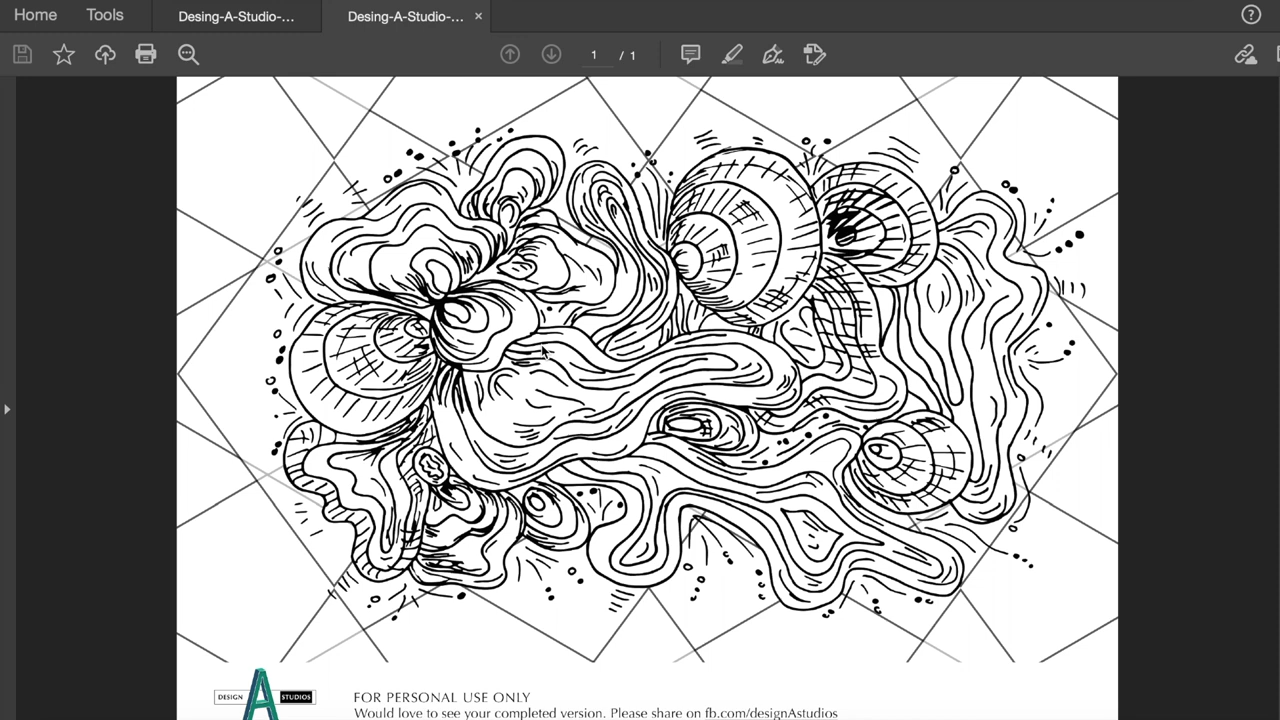 Home Tools Desing-A-Studio-... Desing-A-Studio-... ×
1 / 1
DESIGN A STUDIOS
FOR PERSONAL USE ONLY
Would love to see your completed version. Please share on fb.com/designAstudios